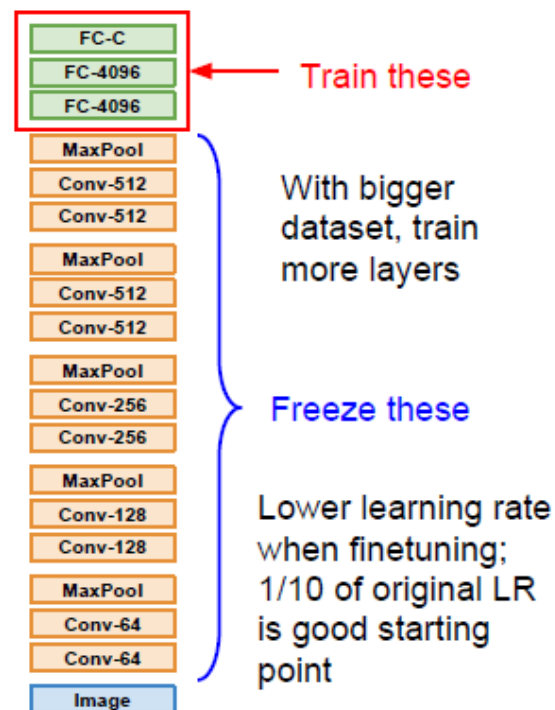 FC-C
FC-4096
FC-4096
Train these
MaxPool
Conv-512
Conv-512
With bigger
dataset, train
more layers
MaxPool
Conv-512
Conv-512
MaxPool
Conv-256
Conv-256
Freeze these
MaxPool
Conv-128
Conv-128
Lower learning rate
when finetuning;
1/10 of original LR
is good starting
point
MaxPool
Conv-64
Conv-64
Image